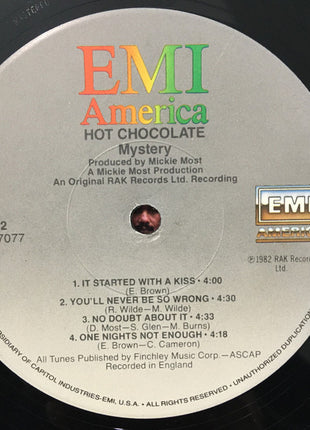 STEREO
EMI
America
HOT CHOCOLATE
Mystery
Produced by Mickie Most
A Mickie Most Production
An Original RAK Records Ltd. Recording
2
7077
EMI
AMERICA
℗1982 RAK Records
Ltd.
1. IT STARTED WITH A KISS • 4:00
(E. Brown)
2. YOU'LL NEVER BE SO WRONG • 4:30
(R. Wilde—M. Wilde)
3. NO DOUBT ABOUT IT • 4:33
(D. Most—S. Glen—M. Burns)
4. ONE NIGHTS NOT ENOUGH • 4:18
(E. Brown—C. Cameron)
All Tunes Published by Finchley Music Corp.—ASCAP
Recorded in England
SIDIARY OF CAPITOL INDUSTRIES-EMI, U.S.A. • ALL RIGHTS RESERVED • UNAUTHORIZED DUPLICATION